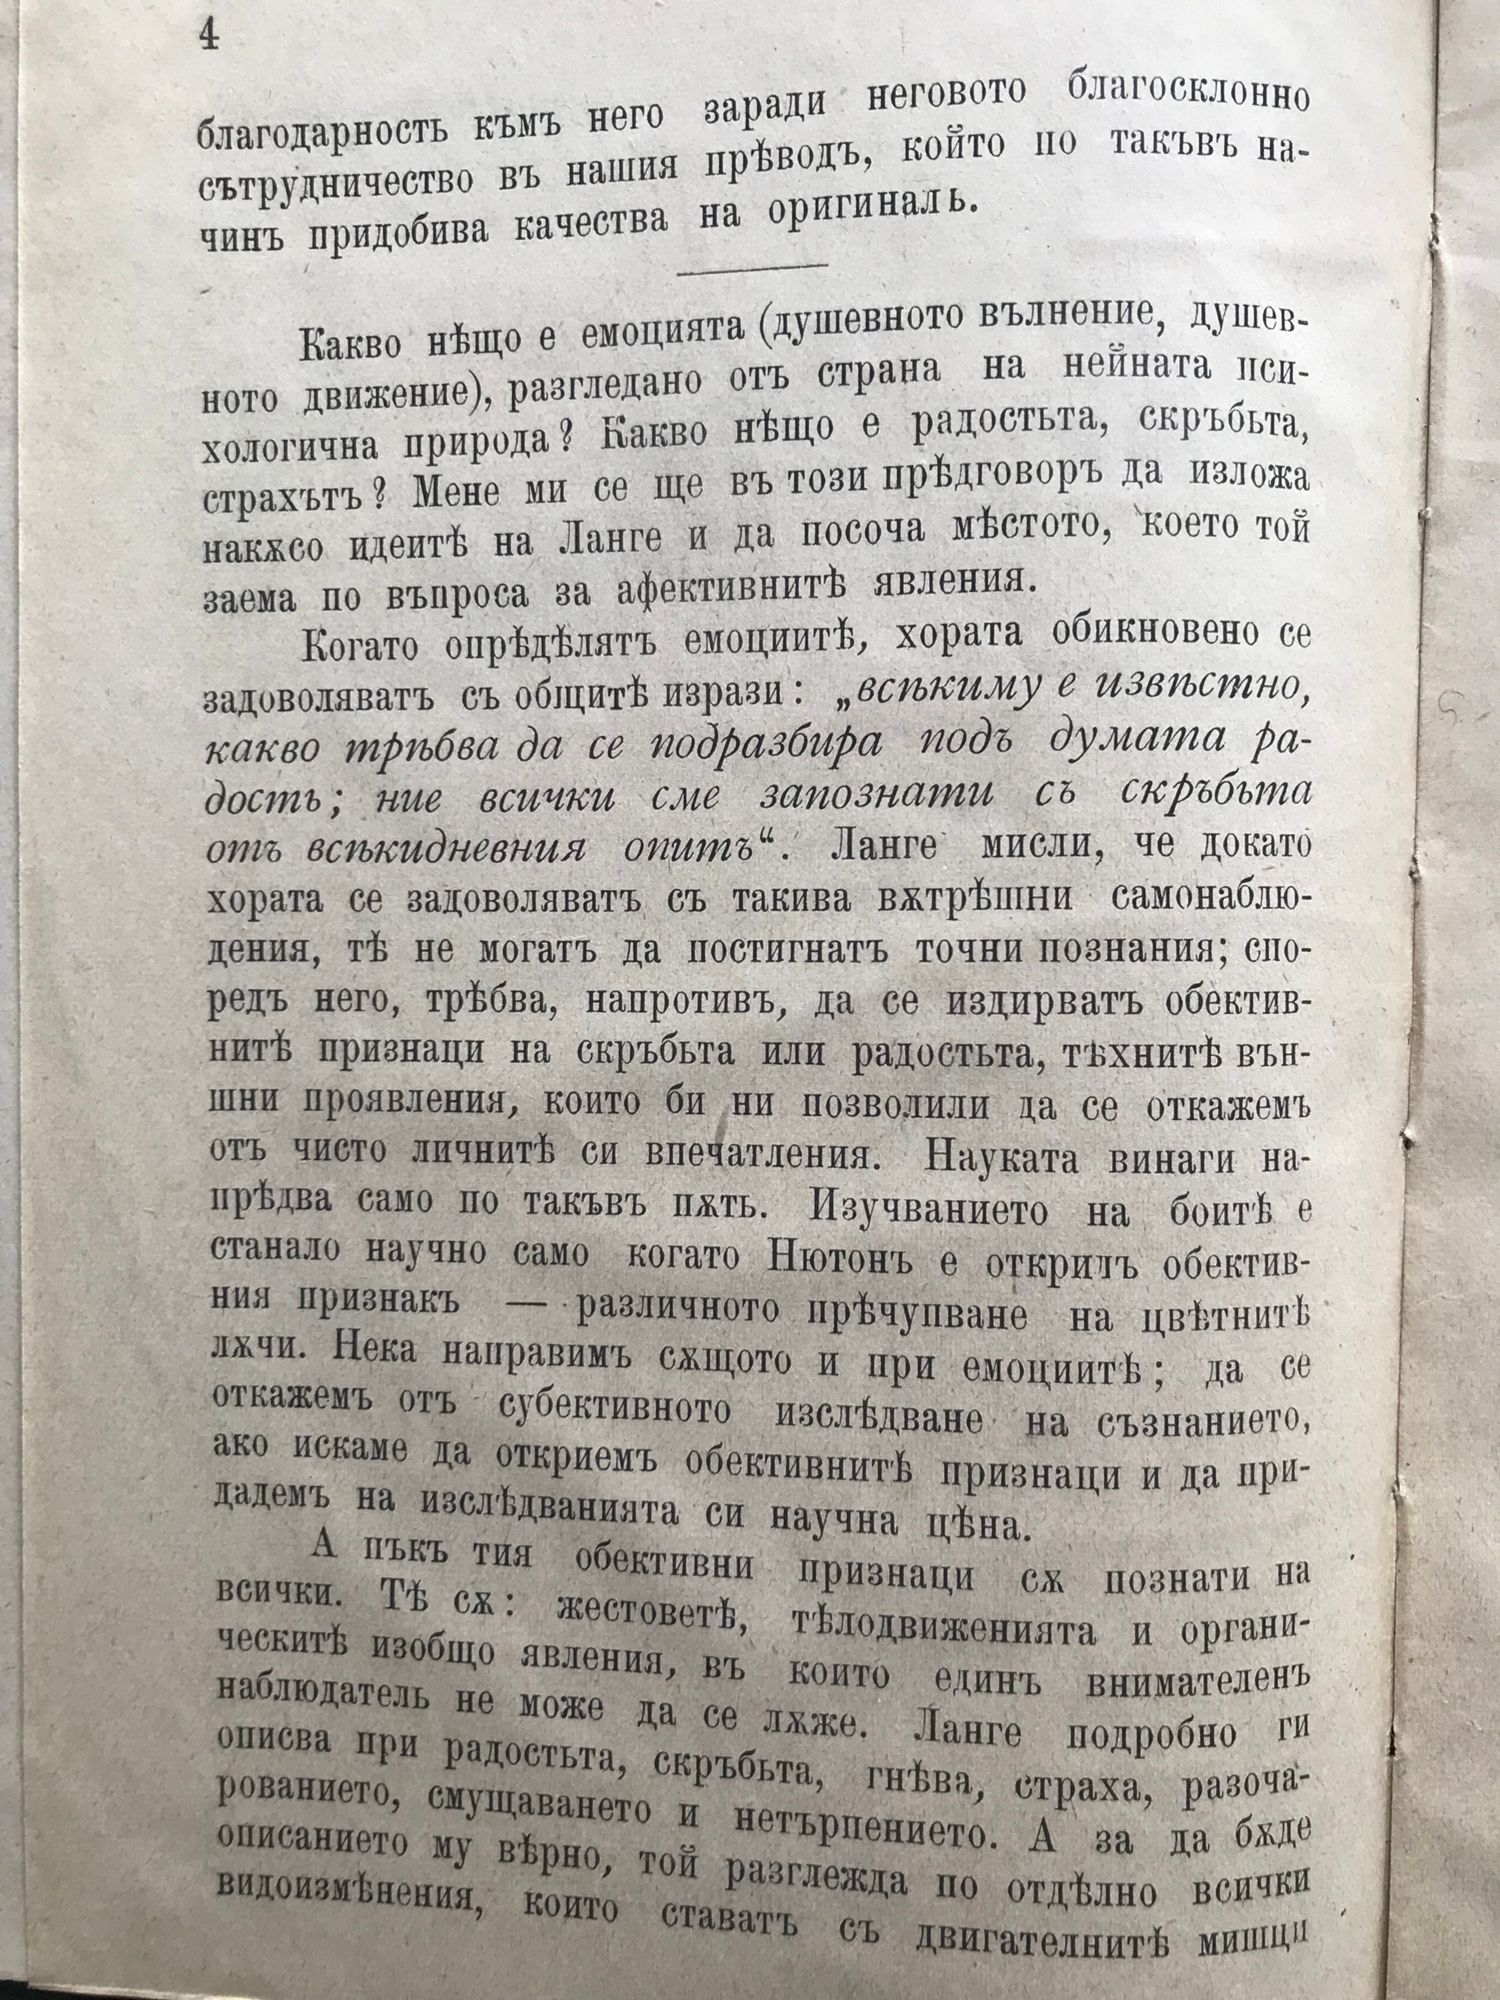 4
благодарность къмъ него заради неговото благосклонно
сътрудничество въ нашия прѣводъ, който по такъвъ на-
чинъ придобива качества на оригиналь.
Какво нѣщо е емоцията (душевното вълнение, душев-
ното движение), разгледано отъ страна на нейната пси-
хологична природа? Какво нѣщо е радостьта, скръбьта,
страхътъ? Мене ми се ще въ този прѣдговоръ да изложа
накѫсо идеитѣ на Ланге и да посоча мѣстото, което той
заема по въпроса за афективнитѣ явления.
Когато опрѣдѣлятъ емоциитѣ, хората обикновено се
задоволяватъ съ общитѣ изрази: „всѣкиму е извѣстно,
какво трѣбва да се подразбира подъ думата ра-
дость; ние всички сме запознати съ скръбьта
отъ всѣкидневния опитъ“. Ланге мисли, че докато
хората се задоволяватъ съ такива вѫтрѣшни самонаблю-
дения, тѣ не могатъ да постигнатъ точни познания; спо-
редъ него, трѣбва, напротивъ, да се издирватъ обектив-
нитѣ признаци на скръбьта или радостьта, тѣхнитѣ вън-
шни проявления, които би ни позволили да се откажемъ
отъ чисто личнитѣ си впечатления. Науката винаги на-
прѣдва само по такъвъ пѫть. Изучванието на боитѣ е
станало научно само когато Нютонъ е открилъ обектив-
ния признакъ — различното прѣчупване на цвѣтнитѣ
лѫчи. Нека направимъ сѫщото и при емоциитѣ; да се
откажемъ отъ субективното изслѣдване на съзнанието,
ако искаме да откриемъ обективнитѣ признаци и да при-
дадемъ на изслѣдванията си научна цѣна.
А пъкъ тия обективни признаци сѫ познати на
всички. Тѣ сѫ: жестоветѣ, тѣлодвиженията и органи-
ческитѣ изобщо явления, въ които единъ внимателенъ
наблюдатель не може да се лѫже. Ланге подробно ги
описва при радостьта, скръбьта, гнѣва, страха, разоча-
рованието, смущаването и нетърпението. А за да бѫде
описанието му вѣрно, той разглежда по отдѣлно всички
видоизмѣнения, които ставатъ съ двигателнитѣ мишци